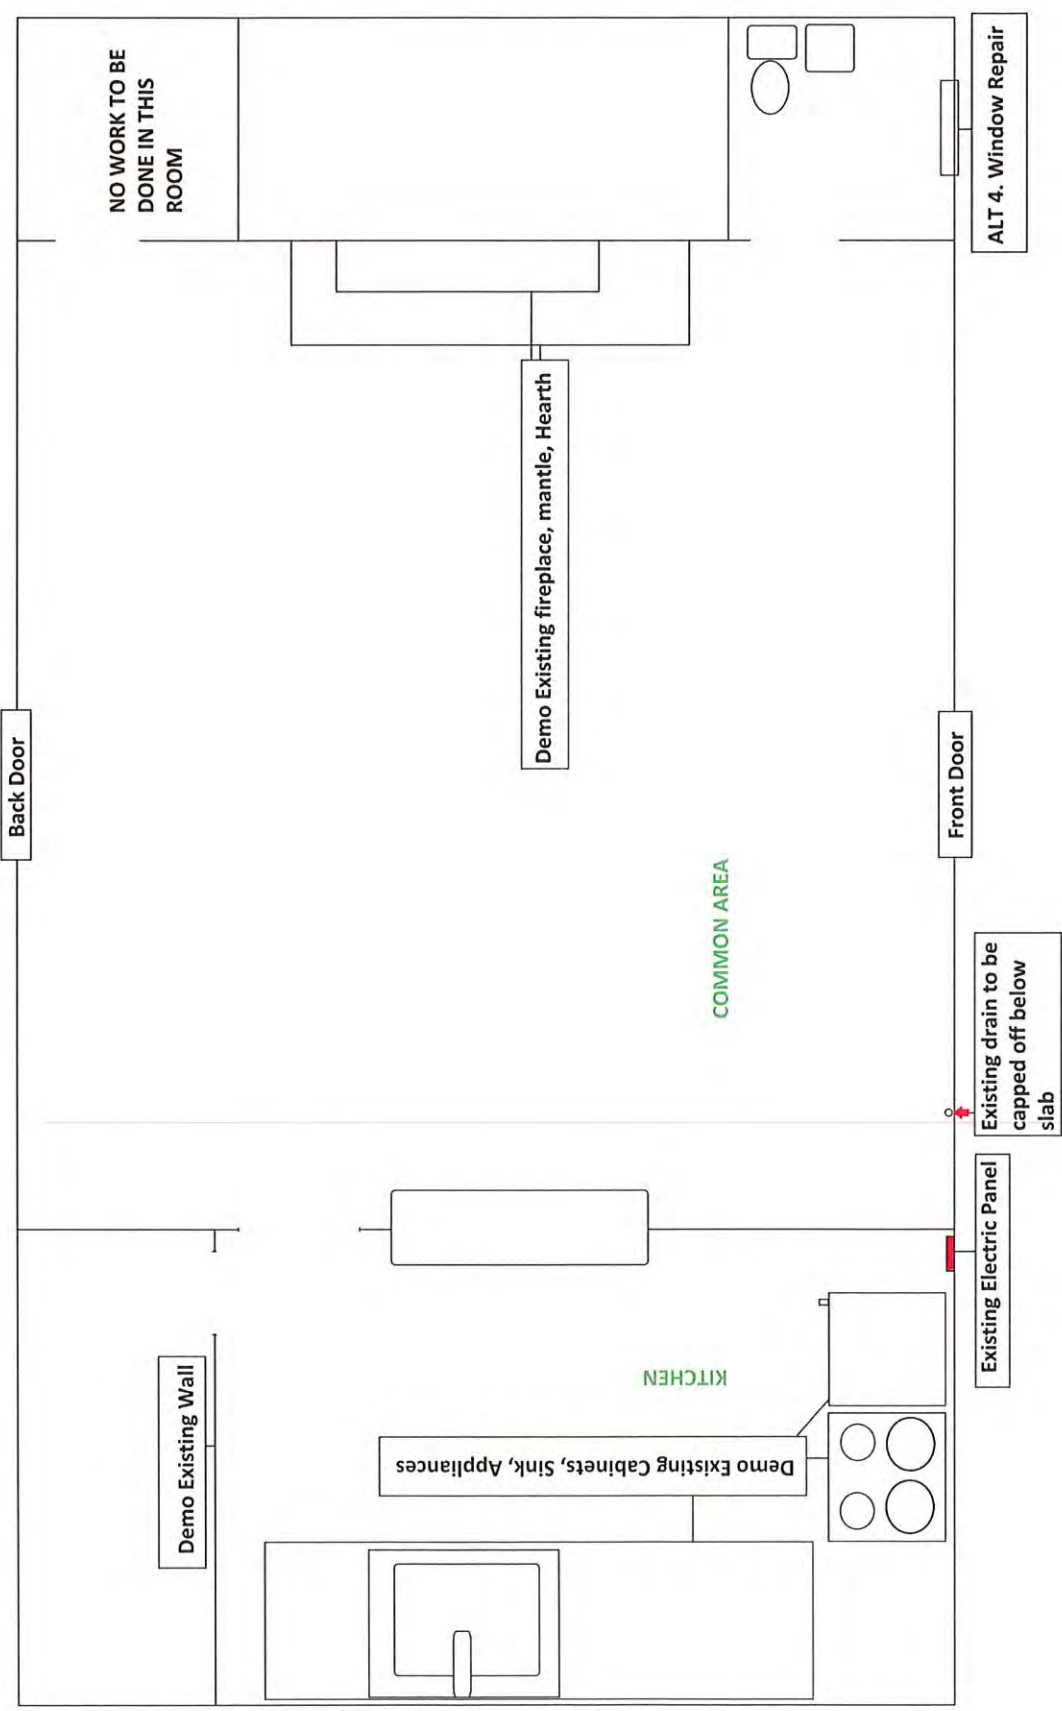 NO WORK TO BE
DONE IN THIS
ROOM
ALT 4. Window Repair
Back Door
Demo Existing fireplace, mantle, Hearth
Front Door
COMMON AREA
Existing drain to be
capped off below
slab
Existing Electric Panel
Demo Existing Wall
KITCHEN
Demo Existing Cabinets, Sink, Appliances